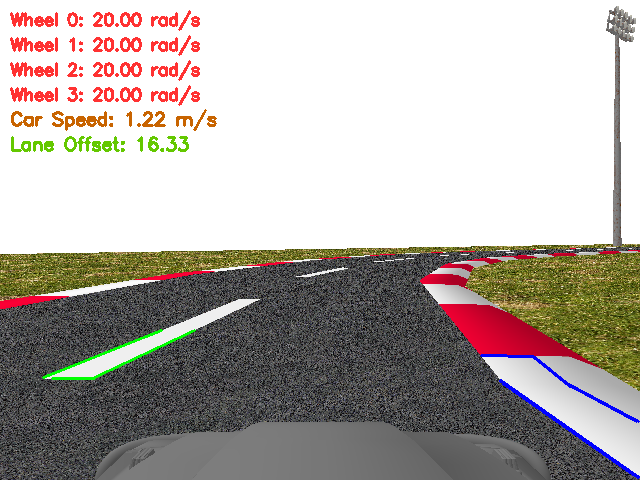 Wheel 0: 20.00 rad/s
Wheel 1: 20.00 rad/s
Wheel 2: 20.00 rad/s
Wheel 3: 20.00 rad/s
Car Speed: 1.22 m/s
Lane Offset: 16.33